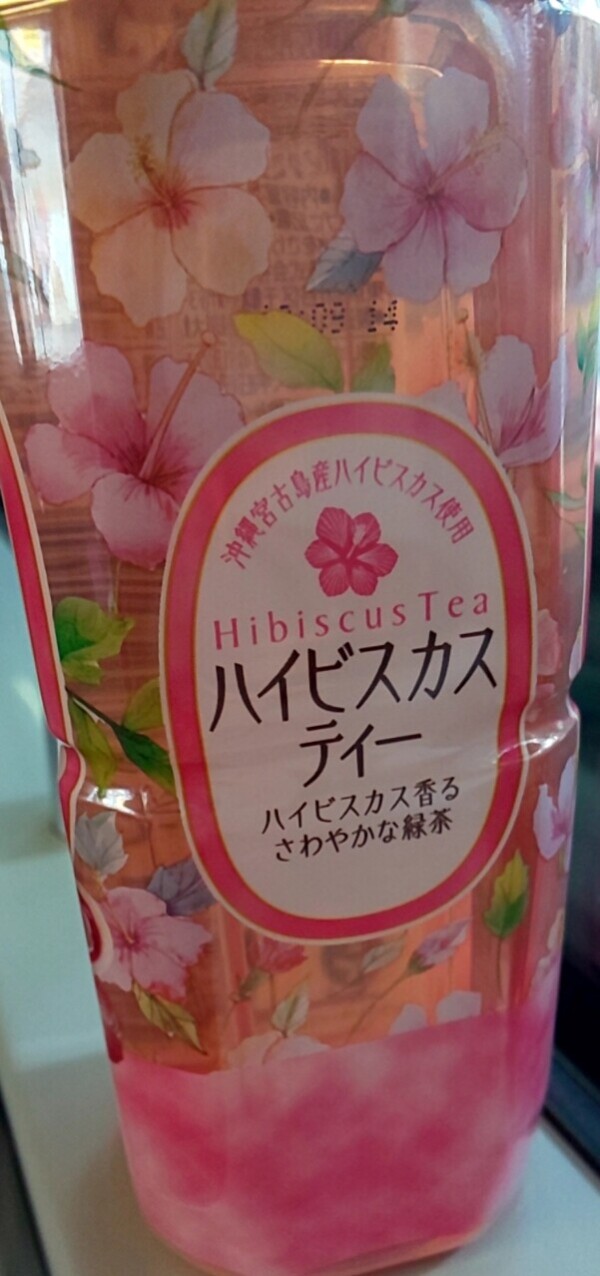 沖縄宮古島産ハイビスカス使用
Hibiscus Tea
ハイビスカス
ティー
ハイビスカス香る
さわやかな緑茶